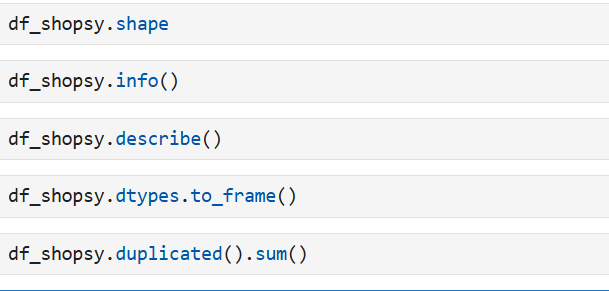 df_shopsy.shape
df_shopsy.info()
df_shopsy.describe()
df_shopsy.dtypes.to_frame()
df_shopsy.duplicated().sum()